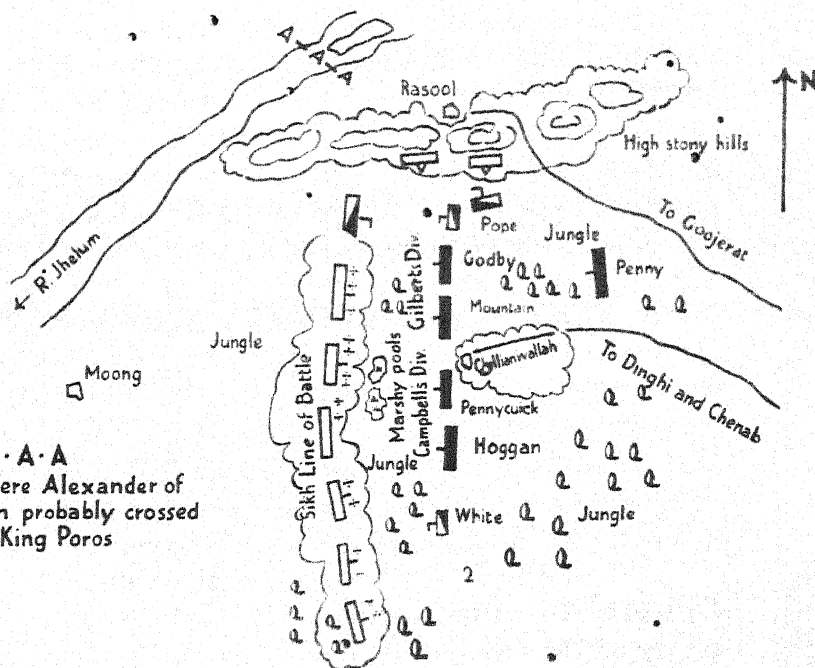 A-A-A
N
Rasool
High stony hills
To Goojerat
R. Jhelum
Pope
Jungle
Godby
Penny
Gilberts Div.
Mountain
Jungle
Moong
Sikh Line of Battle
Marshy pools
Campbells Div.
Chillianwallah
To Dinghi and Chenab
Pennycuick
Hoggan
Jungle
White
Jungle
2
·A·A
ere Alexander of
n probably crossed
King Poros